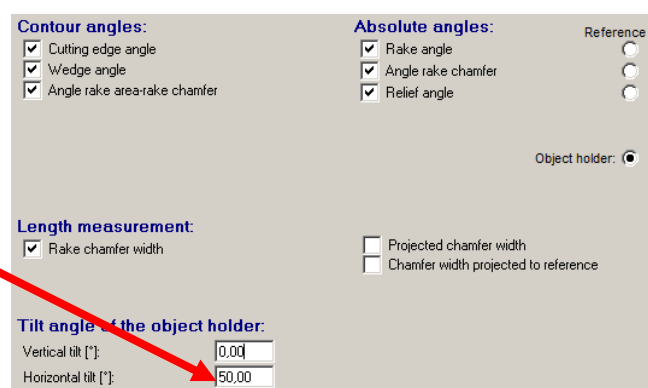 Contour angles:
Cutting edge angle
Wedge angle
Angle rake area-rake chamfer
Absolute angles:
Reference
Rake angle
Angle rake chamfer
Relief angle
Object holder:
Length measurement:
Rake chamfer width
Projected chamfer width
Chamfer width projected to reference
Tilt angle of the object holder:
Vertical tilt [°]: 0,00
Horizontal tilt [°]: 50,00